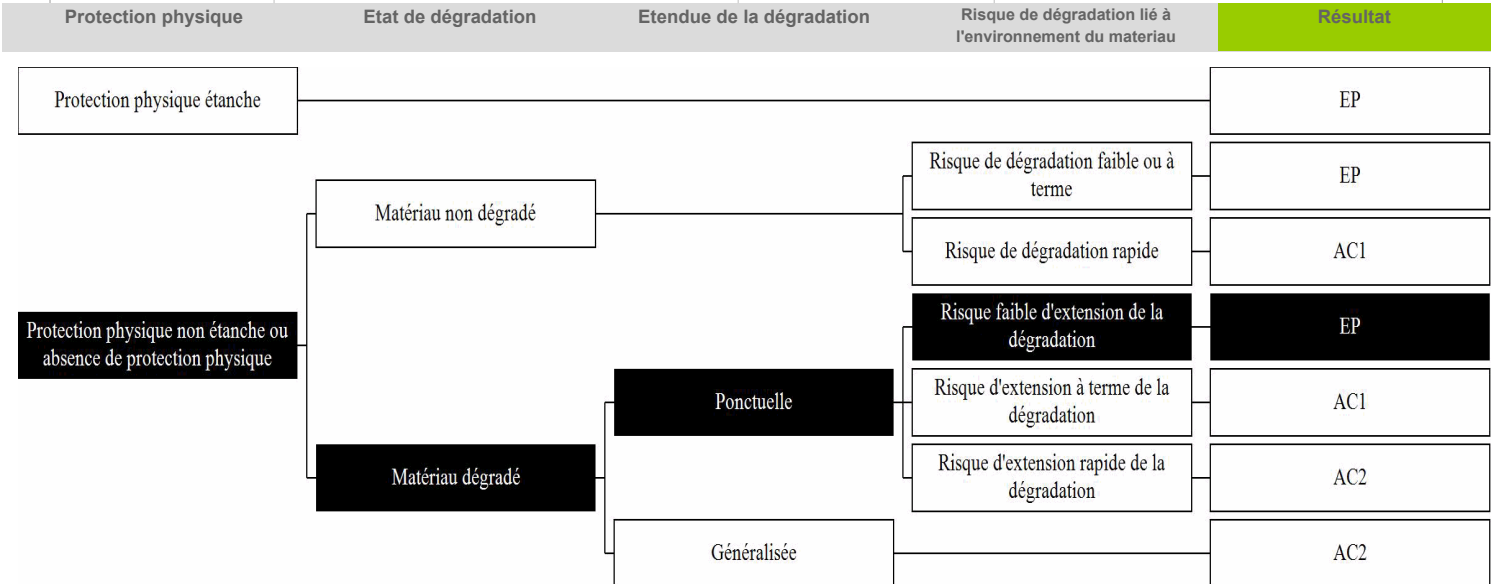 Protection physique
Etat de dégradation
Etendue de la dégradation
Risque de dégradation lié à
l'environnement du materiau
Résultat
Protection physique étanche
EP
Risque de dégradation faible ou à
terme
EP
Matériau non dégradé
Risque de dégradation rapide
AC1
Protection physique non étanche ou
absence de protection physique
Risque faible d'extension de la
dégradation
EP
Ponctuelle
Risque d'extension à terme de la
dégradation
AC1
Matériau dégradé
Risque d'extension rapide de la
dégradation
AC2
Généralisée
AC2